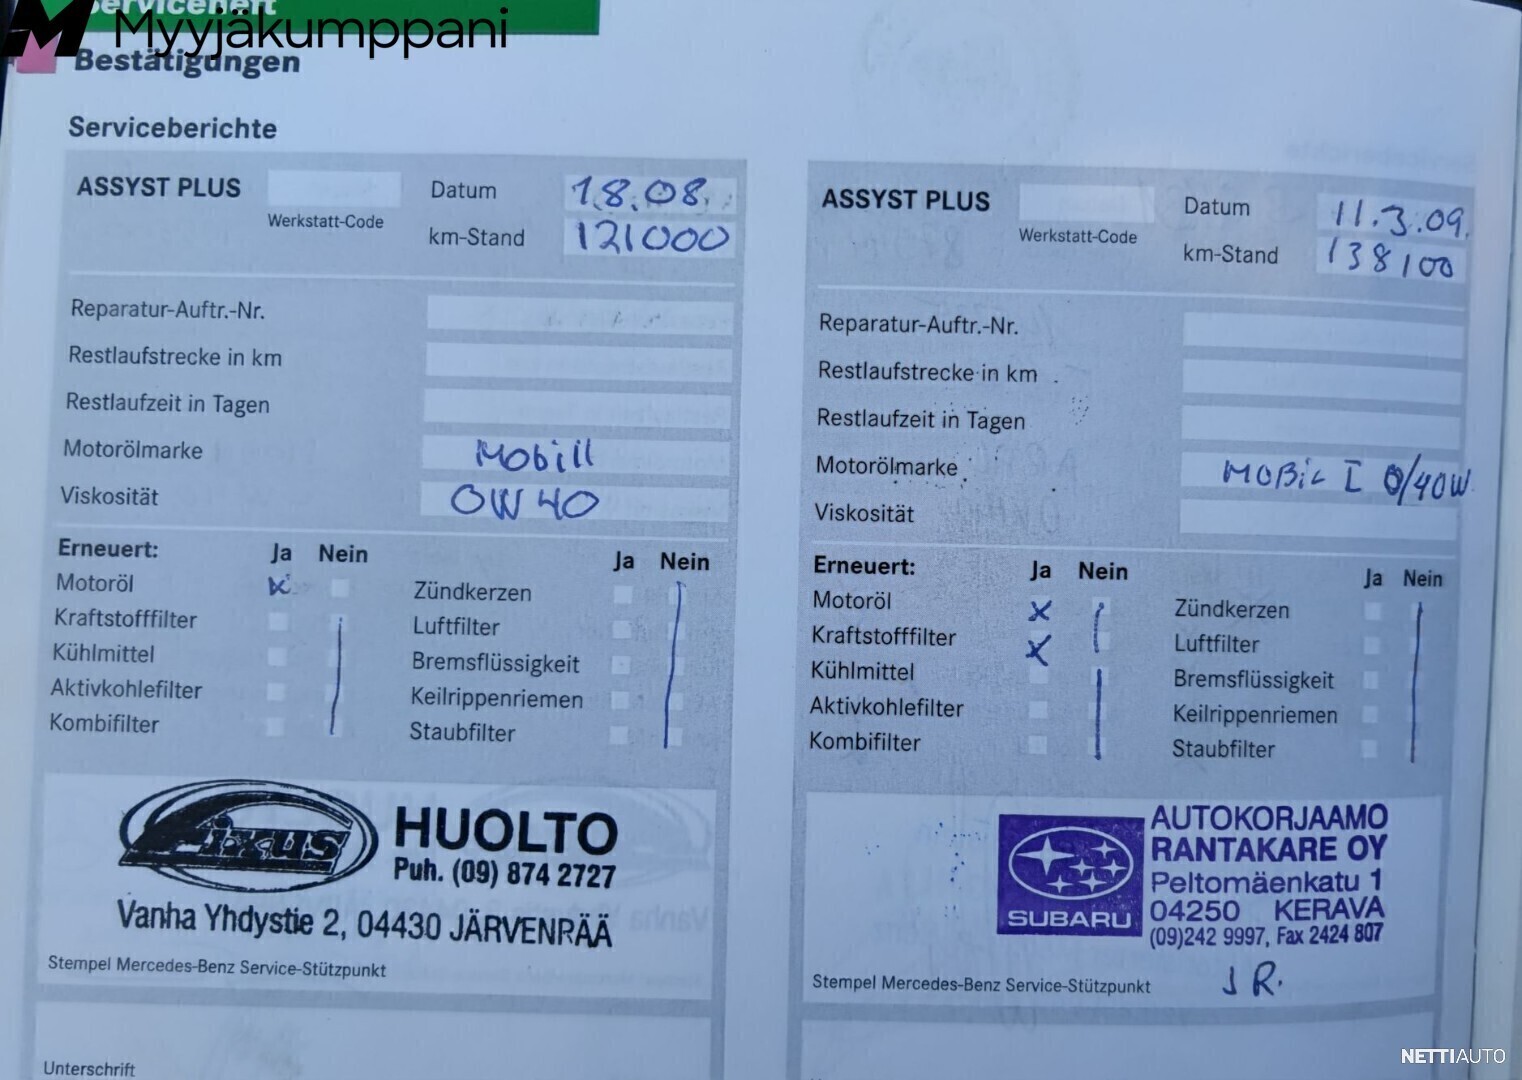 Serviceheft
Myyjäkumppani
Bestätigungen
Serviceberichte
ASSYST PLUS
Werkstatt-Code
Datum 18.08.
km-Stand 121000
Reparatur-Auftr.-Nr.
Restlaufstrecke in km
Restlaufzeit in Tagen
Motorölmarke Mobill
Viskosität 0W40
Erneuert: Ja Nein
Ja Nein
Motoröl x
Zündkerzen
Kraftstofffilter
Luftfilter
Kühlmittel
Bremsflüssigkeit
Aktivkohlefilter
Keilrippenriemen
Kombifilter
Staubfilter
Fixus HUOLTO
Puh. (09) 874 2727
Vanha Yhdystie 2, 04430 JÄRVENPÄÄ
Stempel Mercedes-Benz Service-Stützpunkt
Unterschrift
ASSYST PLUS
Werkstatt-Code
Datum 11.3.09.
km-Stand 138100
Reparatur-Auftr.-Nr.
Restlaufstrecke in km
Restlaufzeit in Tagen
Motorölmarke MOBIL I 0/40W
Viskosität
Erneuert: Ja Nein
Ja Nein
Motoröl x
Zündkerzen
Kraftstofffilter x
Luftfilter
Kühlmittel
Bremsflüssigkeit
Aktivkohlefilter
Keilrippenriemen
Kombifilter
Staubfilter
SUBARU
AUTOKORJAAMO
RANTAKARE OY
Peltomäenkatu 1
04250 KERAVA
(09)242 9997, Fax 2424 807
J R.
Stempel Mercedes-Benz Service-Stützpunkt
NETTIAUTO